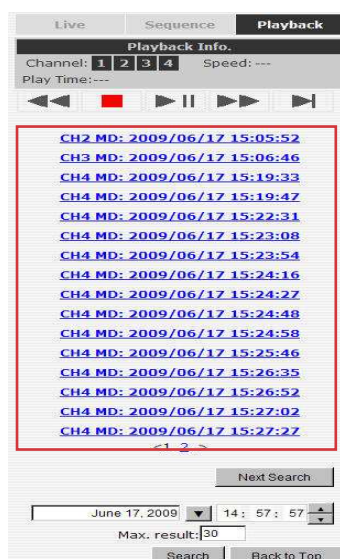 Live Sequence Playback
Playback Info.
Channel: 1 2 3 4 Speed: ---
Play Time:---
CH2 MD: 2009/06/17 15:05:52
CH3 MD: 2009/06/17 15:06:46
CH4 MD: 2009/06/17 15:19:33
CH4 MD: 2009/06/17 15:19:47
CH4 MD: 2009/06/17 15:22:31
CH4 MD: 2009/06/17 15:23:08
CH4 MD: 2009/06/17 15:23:54
CH4 MD: 2009/06/17 15:24:16
CH4 MD: 2009/06/17 15:24:27
CH4 MD: 2009/06/17 15:24:48
CH4 MD: 2009/06/17 15:24:58
CH4 MD: 2009/06/17 15:25:46
CH4 MD: 2009/06/17 15:26:35
CH4 MD: 2009/06/17 15:26:52
CH4 MD: 2009/06/17 15:27:02
CH4 MD: 2009/06/17 15:27:27
<1 2 >
Next Search
June 17, 2009 14: 57: 57
Max. result: 30
Search Back to Top